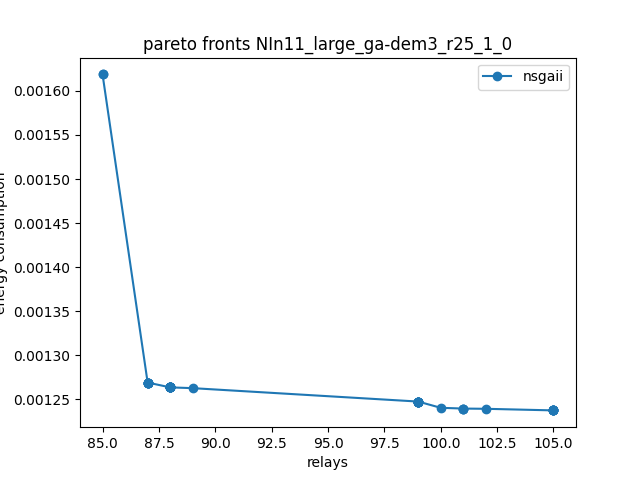 pareto fronts NIn11_large_ga-dem3_r25_1_0
nsgaii
0.00160
0.00155
0.00150
0.00145
0.00140
0.00135
0.00130
0.00125
energy consumption
85.0 87.5 90.0 92.5 95.0 97.5 100.0 102.5 105.0
relays